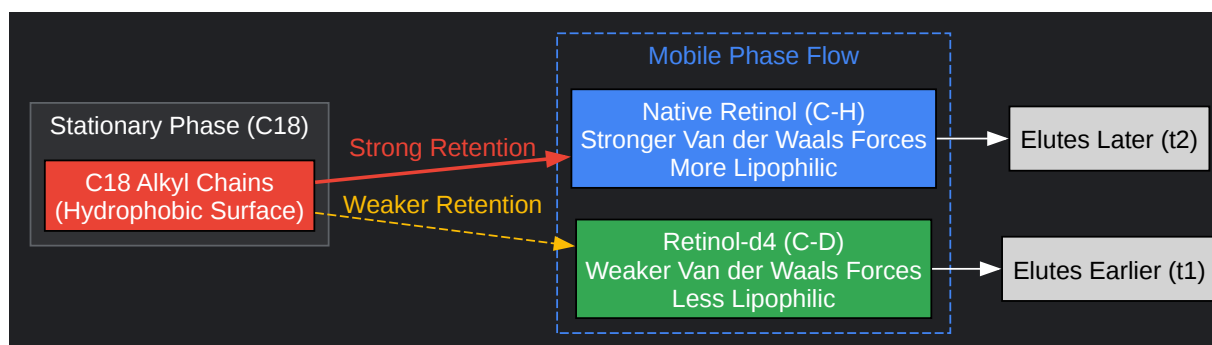 Mobile Phase Flow
Stationary Phase (C18)
C18 Alkyl Chains
(Hydrophobic Surface)
Strong Retention
Weaker Retention
Native Retinol (C-H)
Stronger Van der Waals Forces
More Lipophilic
Elutes Later (t2)
Retinol-d4 (C-D)
Weaker Van der Waals Forces
Less Lipophilic
Elutes Earlier (t1)